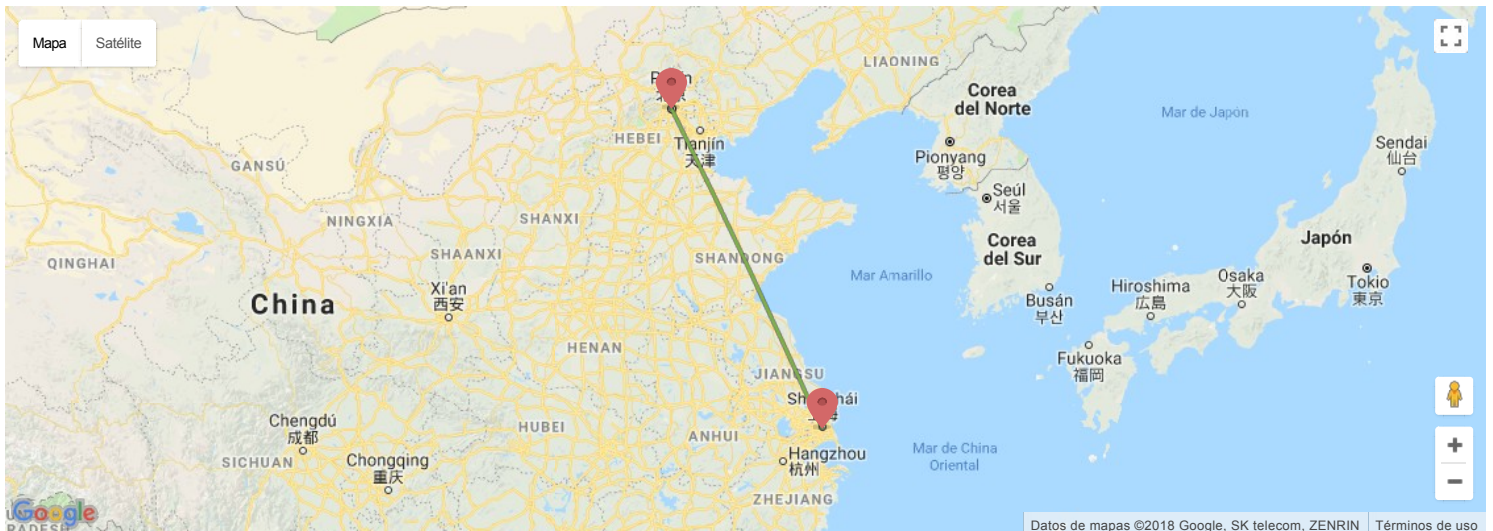 Mapa
Satélite
LIAONING
Corea
del Norte
Mar de Japón
HEBEI
Tianjín
天津
Pionyang
평양
Sendai
仙台
GANSÚ
Seúl
서울
NINGXIA
SHANXI
Corea
del Sur
Japón
SHAANXI
SHANDONG
QINGHAI
Mar Amarillo
Xi'an
西安
China
Hiroshima
広島
Osaka
大阪
Tokio
東京
Busán
부산
HENAN
Fukuoka
福岡
JIANGSU
Chengdú
成都
HUBEI
ANHUI
Hangzhou
杭州
Mar de China
Oriental
SICHUAN
Chongqing
重庆
ZHEJIANG
Google
Datos de mapas ©2018 Google, SK telecom, ZENRIN
Términos de uso